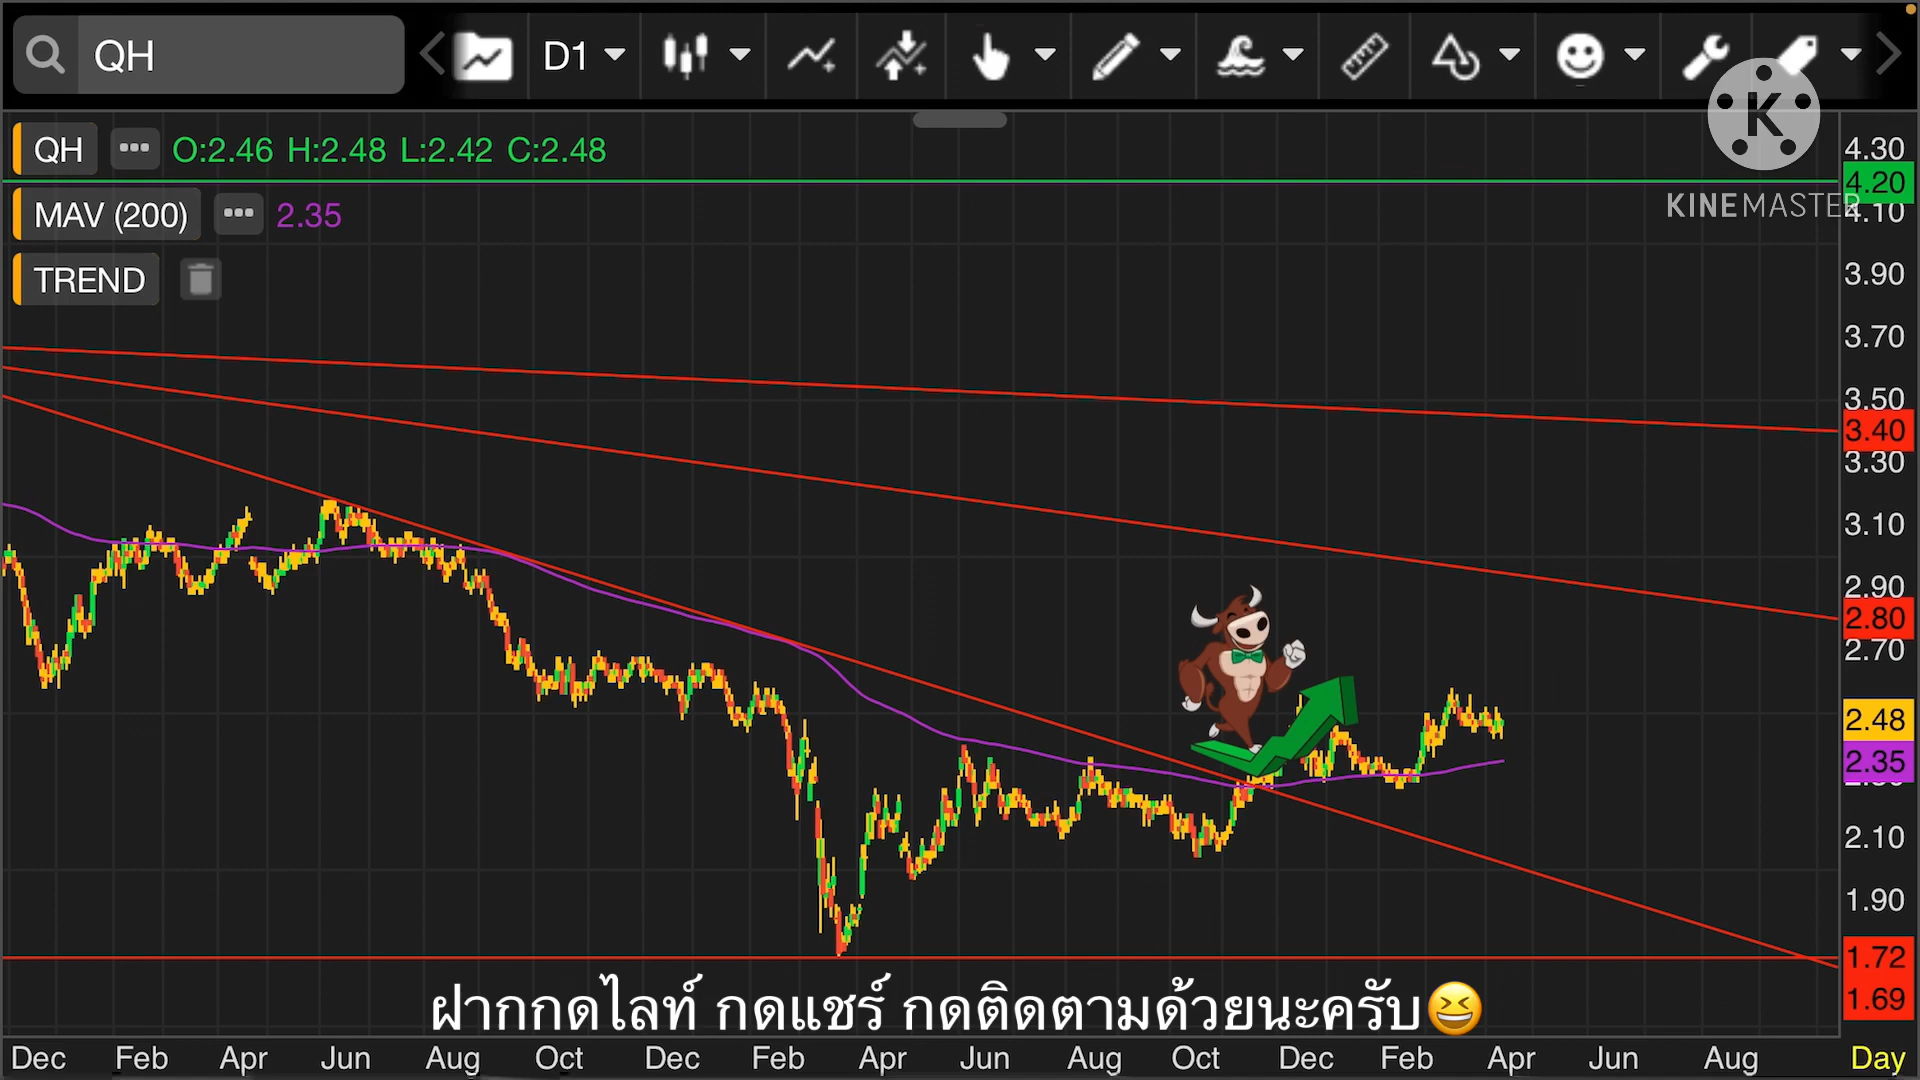 QH
D1
QH ••• O:2.46 H:2.48 L:2.42 C:2.48
MAV (200) ••• 2.35
TREND
K
KINEMASTER
4.30
4.20
4.10
3.90
3.70
3.50
3.40
3.30
3.10
2.90
2.80
2.70
2.48
2.35
2.10
1.90
1.72
1.69
ฝากกดไลท์ กดแชร์ กดติดตามด้วยนะครับ😆
Dec Feb Apr Jun Aug Oct Dec Feb Apr Jun Aug Oct Dec Feb Apr Jun Aug Day